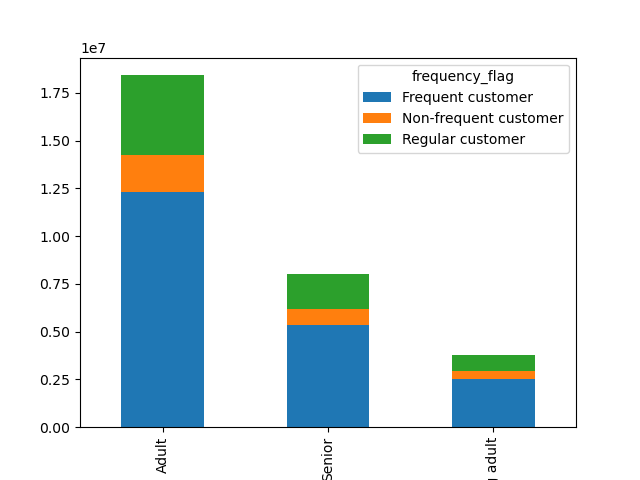 1e7
1.75
1.50
1.25
1.00
0.75
0.50
0.25
0.00
frequency_flag
Frequent customer
Non-frequent customer
Regular customer
Adult
Senior
adult